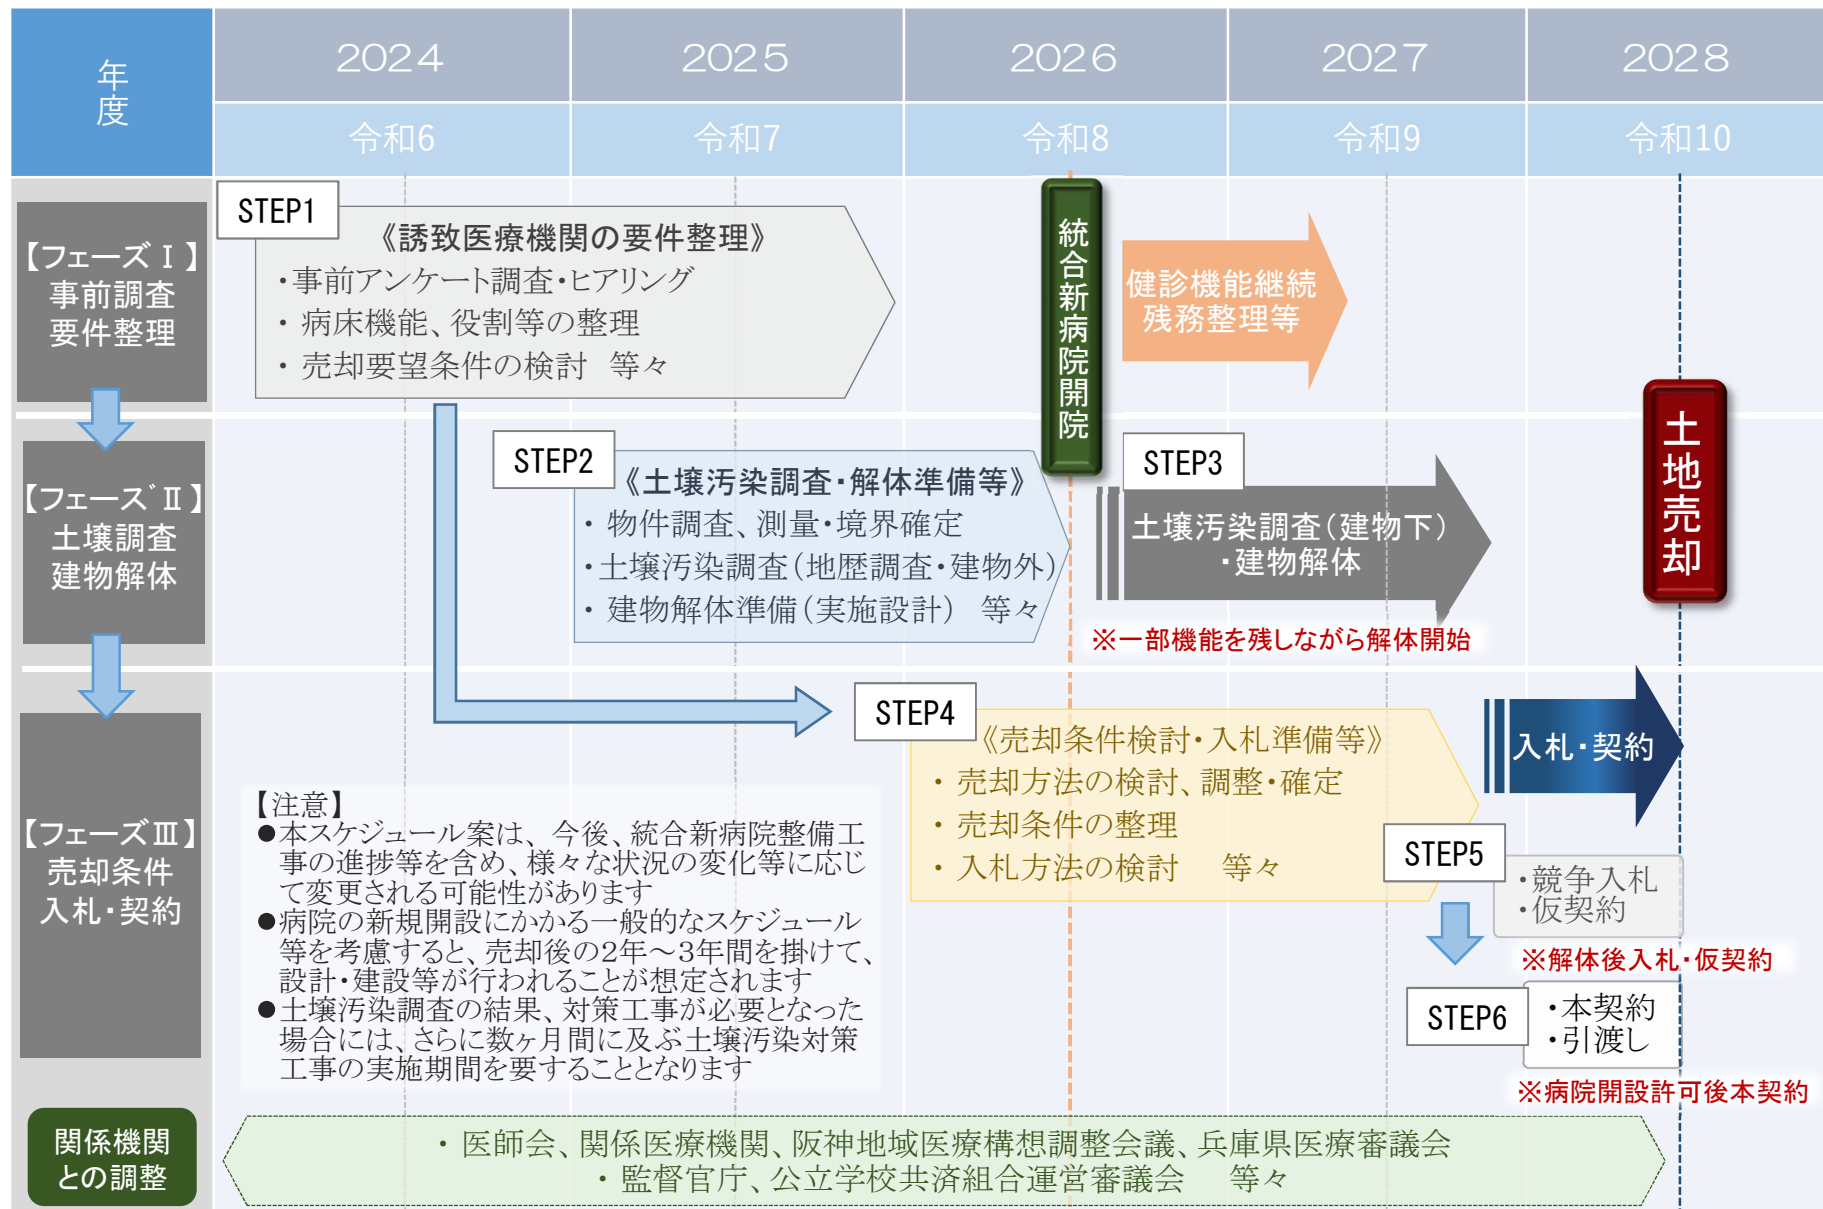 年度
2024
2025
2026
2027
2028
令和6
令和7
令和8
令和9
令和10
【フェーズⅠ】
事前調査
要件整理
STEP1
《誘致医療機関の要件整理》
・事前アンケート調査・ヒアリング
・ 病床機能、役割等の整理
・ 売却要望条件の検討　等々
統合新病院開院
健診機能継続
残務整理等
土地売却
【フェーズⅡ】
土壌調査
建物解体
STEP2
《土壌汚染調査・解体準備等》
・ 物件調査、測量・境界確定
・土壌汚染調査（地歴調査・建物外）
・ 建物解体準備（実施設計）　等々
STEP3
土壌汚染調査（建物下）
・建物解体
※一部機能を残しながら解体開始
【フェーズⅢ】
売却条件
入札・契約
STEP4
《売却条件検討・入札準備等》
・ 売却方法の検討、調整・確定
・ 売却条件の整理
・ 入札方法の検討　等々
入札・契約
STEP5
・競争入札
・仮契約
※解体後入札・仮契約
STEP6
・本契約
・引渡し
※病院開設許可後本契約
【注意】
●本スケジュール案は、今後、統合新病院整備工
事の進捗等を含め、様々な状況の変化等に応じ
て変更される可能性があります
●病院の新規開設にかかる一般的なスケジュール
等を考慮すると、売却後の2年～3年間を掛けて、
設計・建設等が行われることが想定されます
●土壌汚染調査の結果、対策工事が必要となった
場合には、さらに数ヶ月間に及ぶ土壌汚染対策
工事の実施期間を要することとなります
関係機関
との調整
・ 医師会、関係医療機関、阪神地域医療構想調整会議、兵庫県医療審議会
・ 監督官庁、公立学校共済組合運営審議会　等々